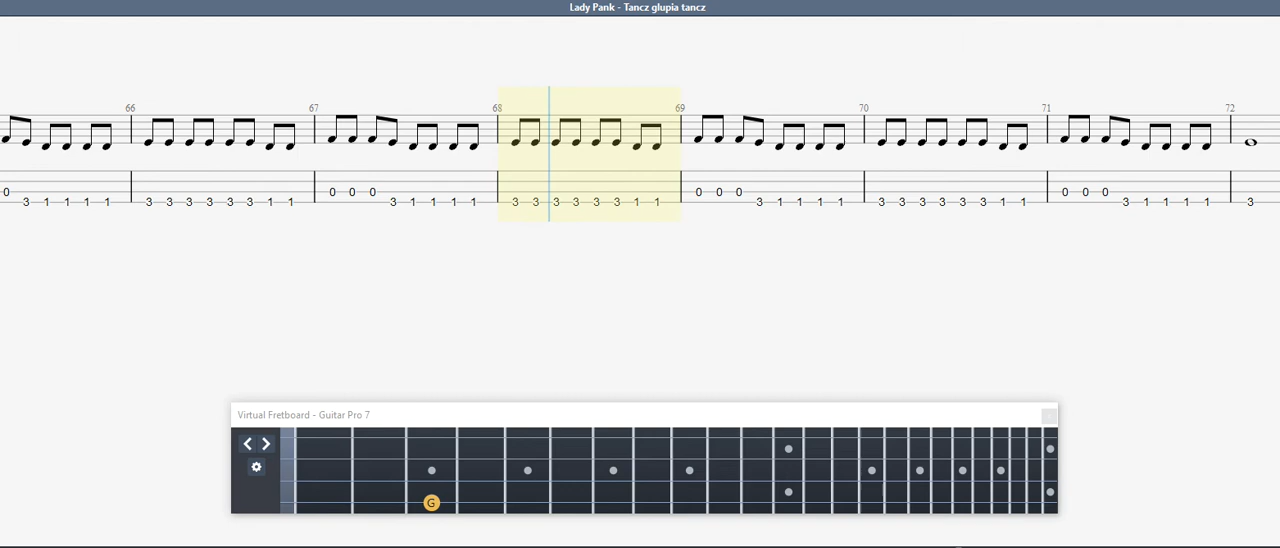 Lady Pank - Tancz glupia tancz
66 67 68 69 70 71 72
0 0 0 0 0 0 0 0 0 0
3 1 1 1 1 3 3 3 3 3 3 1 1 3 1 1 1 1 3 3 3 3 3 3 1 1 3 1 1 1 1 3 3 3 3 3 3 1 1 3 1 1 1 1 3
Virtual Fretboard - Guitar Pro 7
G